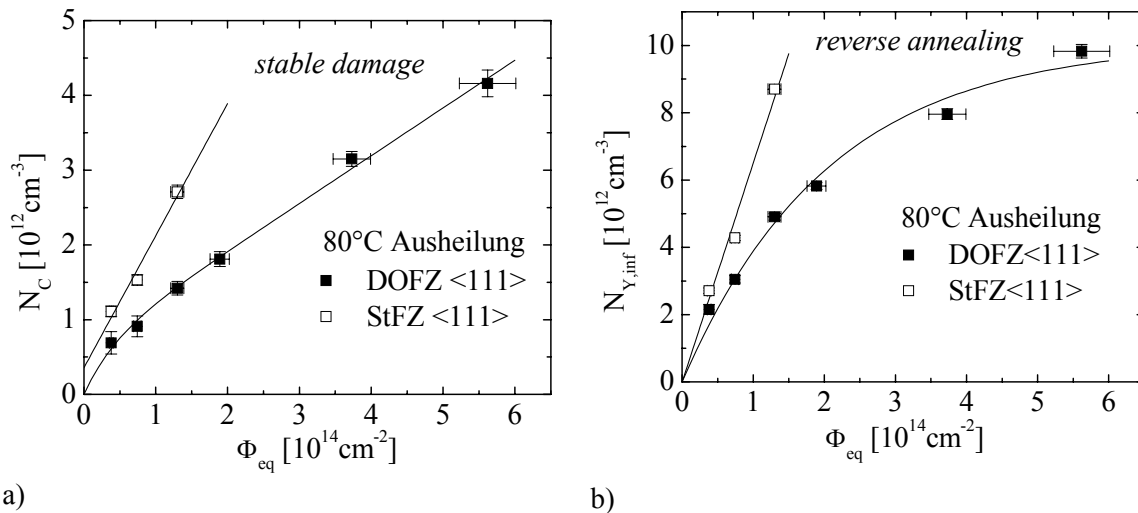 stable damage
5
4
3
2
1
0
N_C [10^12 cm^-3]
80°C Ausheilung
DOFZ <111>
StFZ <111>
0 1 2 3 4 5 6
Φ_eq [10^14 cm^-2]
a)
reverse annealing
10
8
6
4
2
0
N_Y,inf [10^12 cm^-3]
80°C Ausheilung
DOFZ<111>
StFZ<111>
0 1 2 3 4 5 6
Φ_eq [10^14 cm^-2]
b)